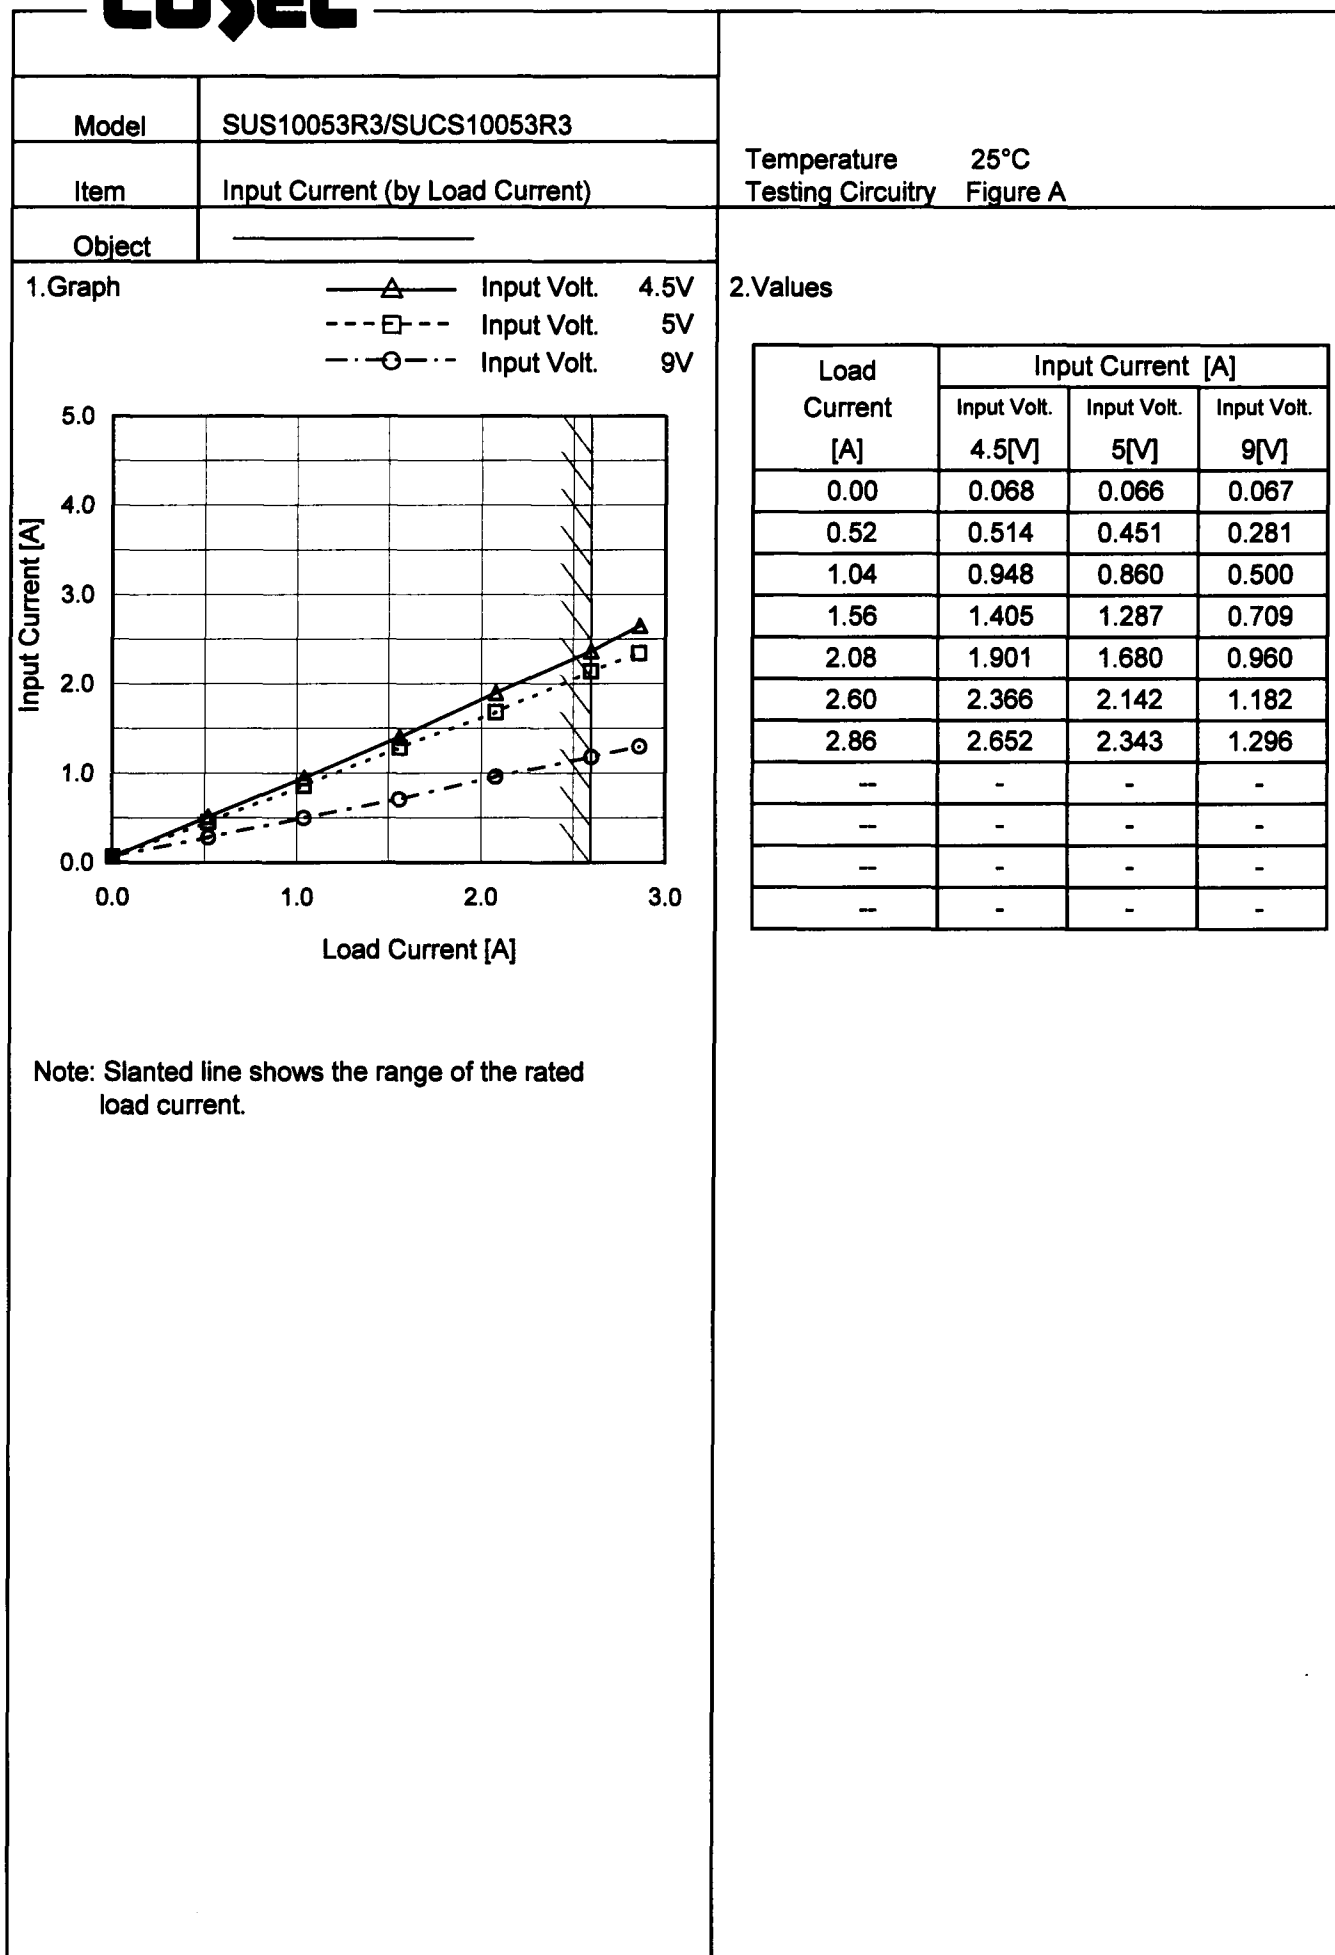 COSEL
Model SUS10053R3/SUCS10053R3
Item Input Current (by Load Current)
Object
Temperature 25°C
Testing Circuitry Figure A
1.Graph
Input Volt. 4.5V
Input Volt. 5V
Input Volt. 9V
Input Current [A]
5.0
4.0
3.0
2.0
1.0
0.0
0.0 1.0 2.0 3.0
Load Current [A]
Note: Slanted line shows the range of the rated
load current.
2.Values
Load Input Current [A]
Current Input Volt. Input Volt. Input Volt.
[A] 4.5[V] 5[V] 9[V]
0.00 0.068 0.066 0.067
0.52 0.514 0.451 0.281
1.04 0.948 0.860 0.500
1.56 1.405 1.287 0.709
2.08 1.901 1.680 0.960
2.60 2.366 2.142 1.182
2.86 2.652 2.343 1.296
-- - - -
-- - - -
-- - - -
-- - - -